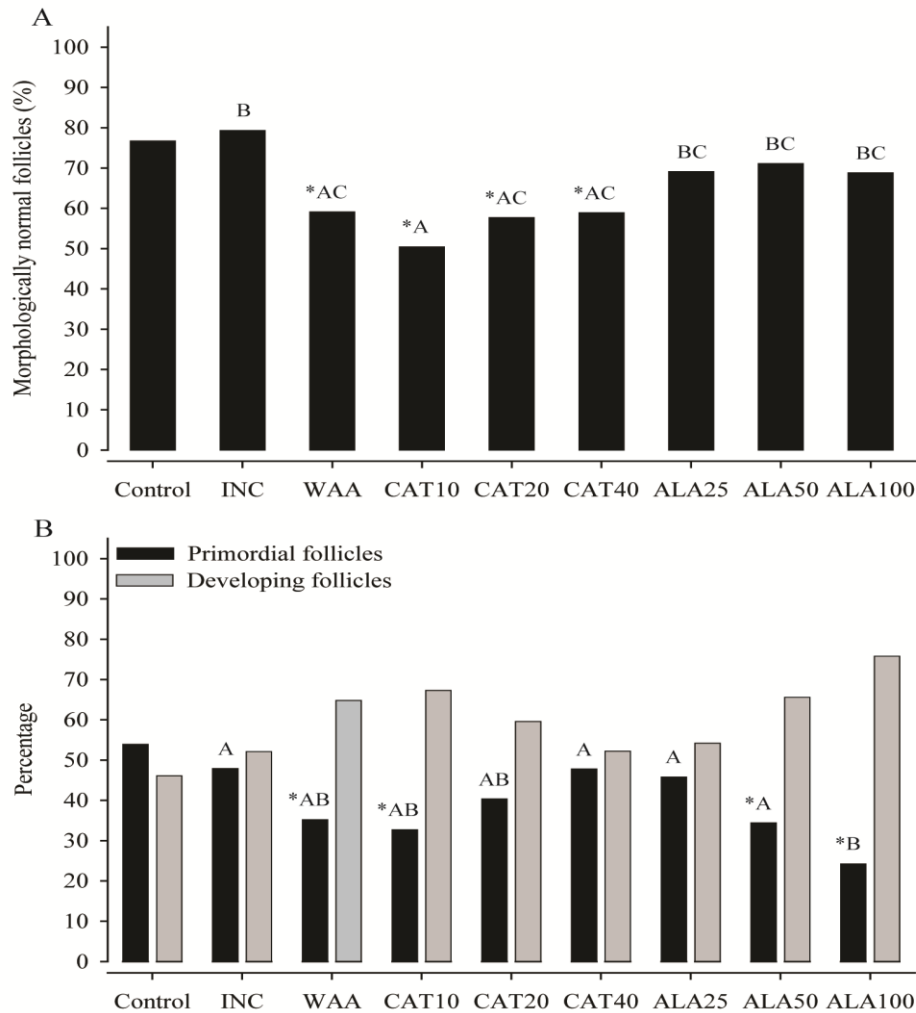 A
Morphologically normal follicles (%)
100
90
80
70
60
50
40
30
20
10
0
B
*AC
*A
*AC
*AC
BC
BC
BC
Control INC WAA CAT10 CAT20 CAT40 ALA25 ALA50 ALA100
B
Primordial follicles
Developing follicles
Percentage
100
90
80
70
60
50
40
30
20
10
0
A
*AB
*AB
AB
A
A
*A
*B
Control INC WAA CAT10 CAT20 CAT40 ALA25 ALA50 ALA100